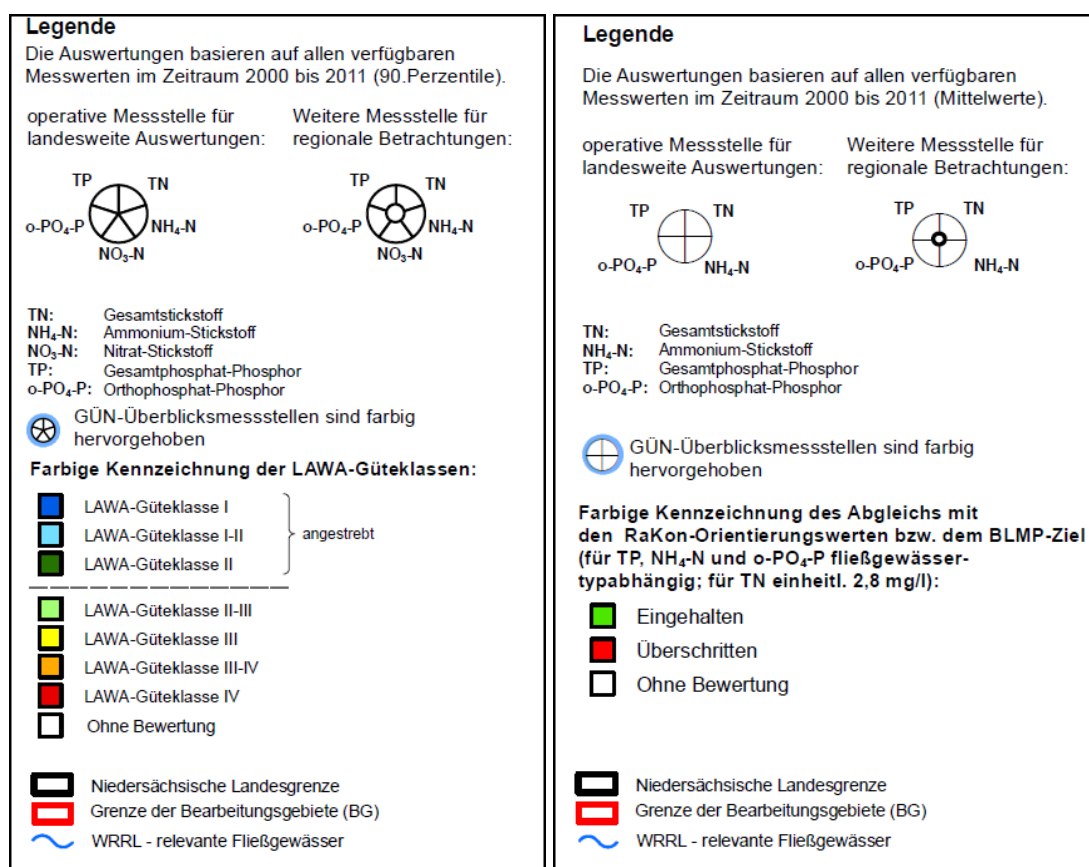 Legende
Die Auswertungen basieren auf allen verfügbaren
Messwerten im Zeitraum 2000 bis 2011 (90.Perzentile).
operative Messstelle für
landesweite Auswertungen:
Weitere Messstelle für
regionale Betrachtungen:
TP TN
o-PO₄-P NH₄-N
NO₃-N
TP TN
o-PO₄-P NH₄-N
NO₃-N
TN: Gesamtstickstoff
NH₄-N: Ammonium-Stickstoff
NO₃-N: Nitrat-Stickstoff
TP: Gesamtphosphat-Phosphor
o-PO₄-P: Orthophosphat-Phosphor
GÜN-Überblicksmessstellen sind farbig
hervorgehoben
Farbige Kennzeichnung der LAWA-Güteklassen:
LAWA-Güteklasse I
LAWA-Güteklasse I-II
angestrebt
LAWA-Güteklasse II
LAWA-Güteklasse II-III
LAWA-Güteklasse III
LAWA-Güteklasse III-IV
LAWA-Güteklasse IV
Ohne Bewertung
Niedersächsische Landesgrenze
Grenze der Bearbeitungsgebiete (BG)
WRRL - relevante Fließgewässer
Legende
Die Auswertungen basieren auf allen verfügbaren
Messwerten im Zeitraum 2000 bis 2011 (Mittelwerte).
operative Messstelle für
landesweite Auswertungen:
Weitere Messstelle für
regionale Betrachtungen:
TP TN
o-PO₄-P NH₄-N
TP TN
o-PO₄-P NH₄-N
TN: Gesamtstickstoff
NH₄-N: Ammonium-Stickstoff
TP: Gesamtphosphat-Phosphor
o-PO₄-P: Orthophosphat-Phosphor
GÜN-Überblicksmessstellen sind farbig
hervorgehoben
Farbige Kennzeichnung des Abgleichs mit
den RaKon-Orientierungswerten bzw. dem BLMP-Ziel
(für TP, NH₄-N und o-PO₄-P fließgewässer-
typabhängig; für TN einheitl. 2,8 mg/l):
Eingehalten
Überschritten
Ohne Bewertung
Niedersächsische Landesgrenze
Grenze der Bearbeitungsgebiete (BG)
WRRL - relevante Fließgewässer